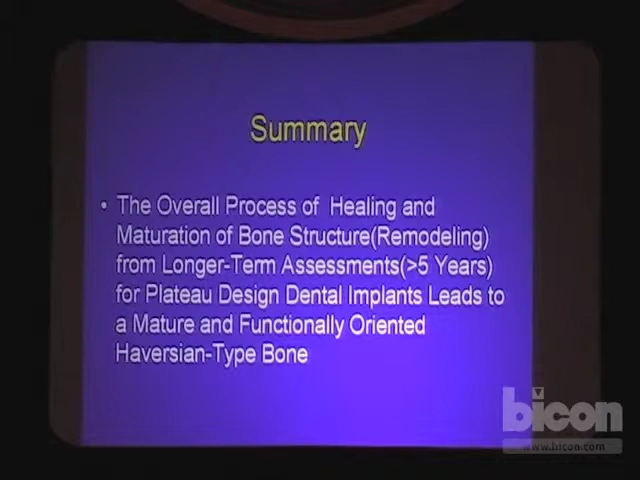 Summary
• The Overall Process of Healing and
Maturation of Bone Structure(Remodeling)
from Longer-Term Assessments(>5 Years)
for Plateau Design Dental Implants Leads to
a Mature and Functionally Oriented
Haversian-Type Bone
bicon
www.bicon.com